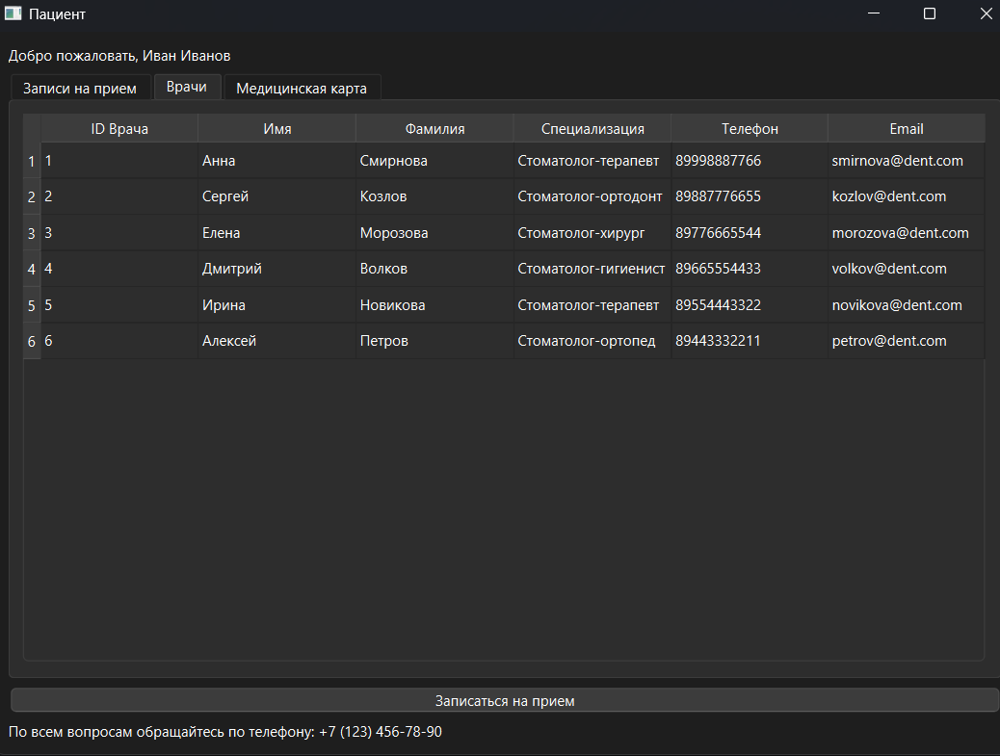 Пациент
Добро пожаловать, Иван Иванов
Записи на прием Врачи Медицинская карта
ID Врача Имя Фамилия Специализация Телефон Email
1 1 Анна Смирнова Стоматолог-терапевт 89998887766 smirnova@dent.com
2 2 Сергей Козлов Стоматолог-ортодонт 89887776655 kozlov@dent.com
3 3 Елена Морозова Стоматолог-хирург 89776665544 morozova@dent.com
4 4 Дмитрий Волков Стоматолог-гигиенист 89665554433 volkov@dent.com
5 5 Ирина Новикова Стоматолог-терапевт 89554443322 novikova@dent.com
6 6 Алексей Петров Стоматолог-ортопед 89443332211 petrov@dent.com
Записаться на прием
По всем вопросам обращайтесь по телефону: +7 (123) 456-78-90